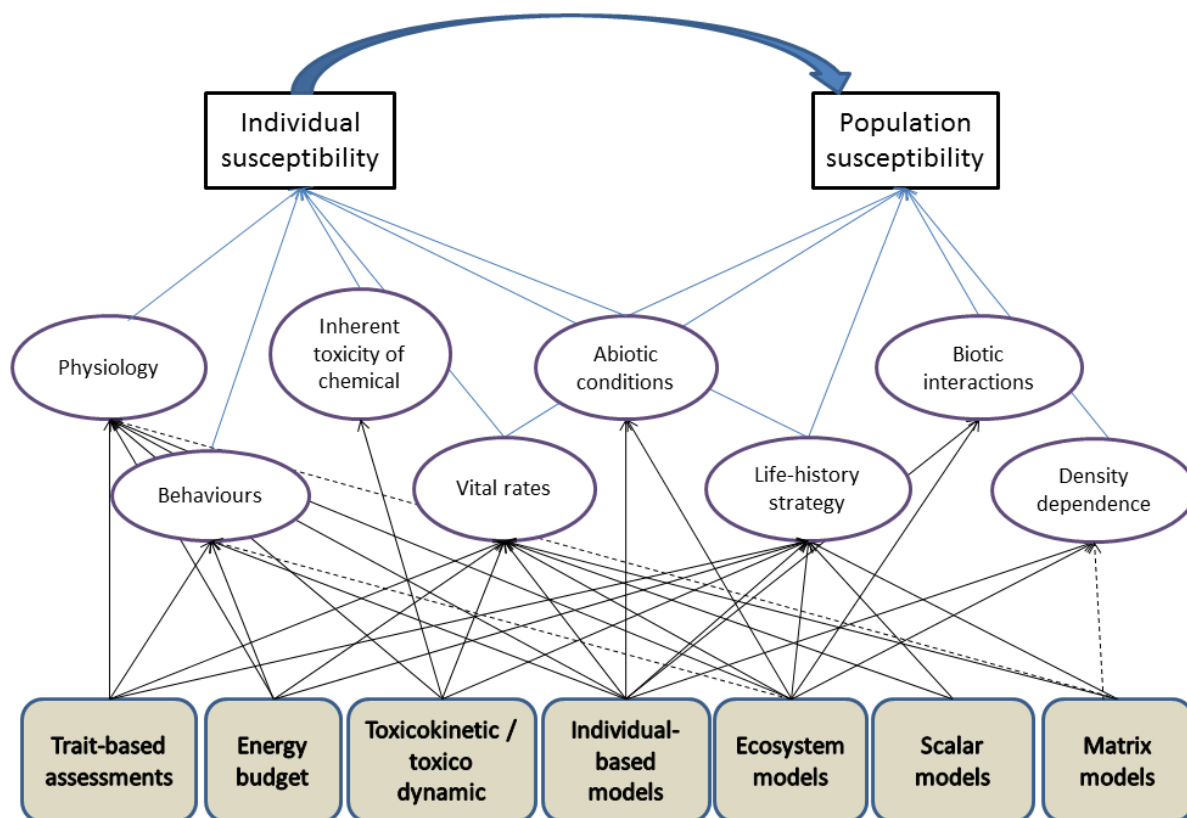 Individual
susceptibility
Population
susceptibility
Physiology
Inherent
toxicity of
chemical
Abiotic
conditions
Biotic
interactions
Behaviours
Vital rates
Life-history
strategy
Density
dependence
Trait-based
assessments
Energy
budget
Toxicokinetic /
toxico
dynamic
Individual-
based
models
Ecosystem
models
Scalar
models
Matrix
models